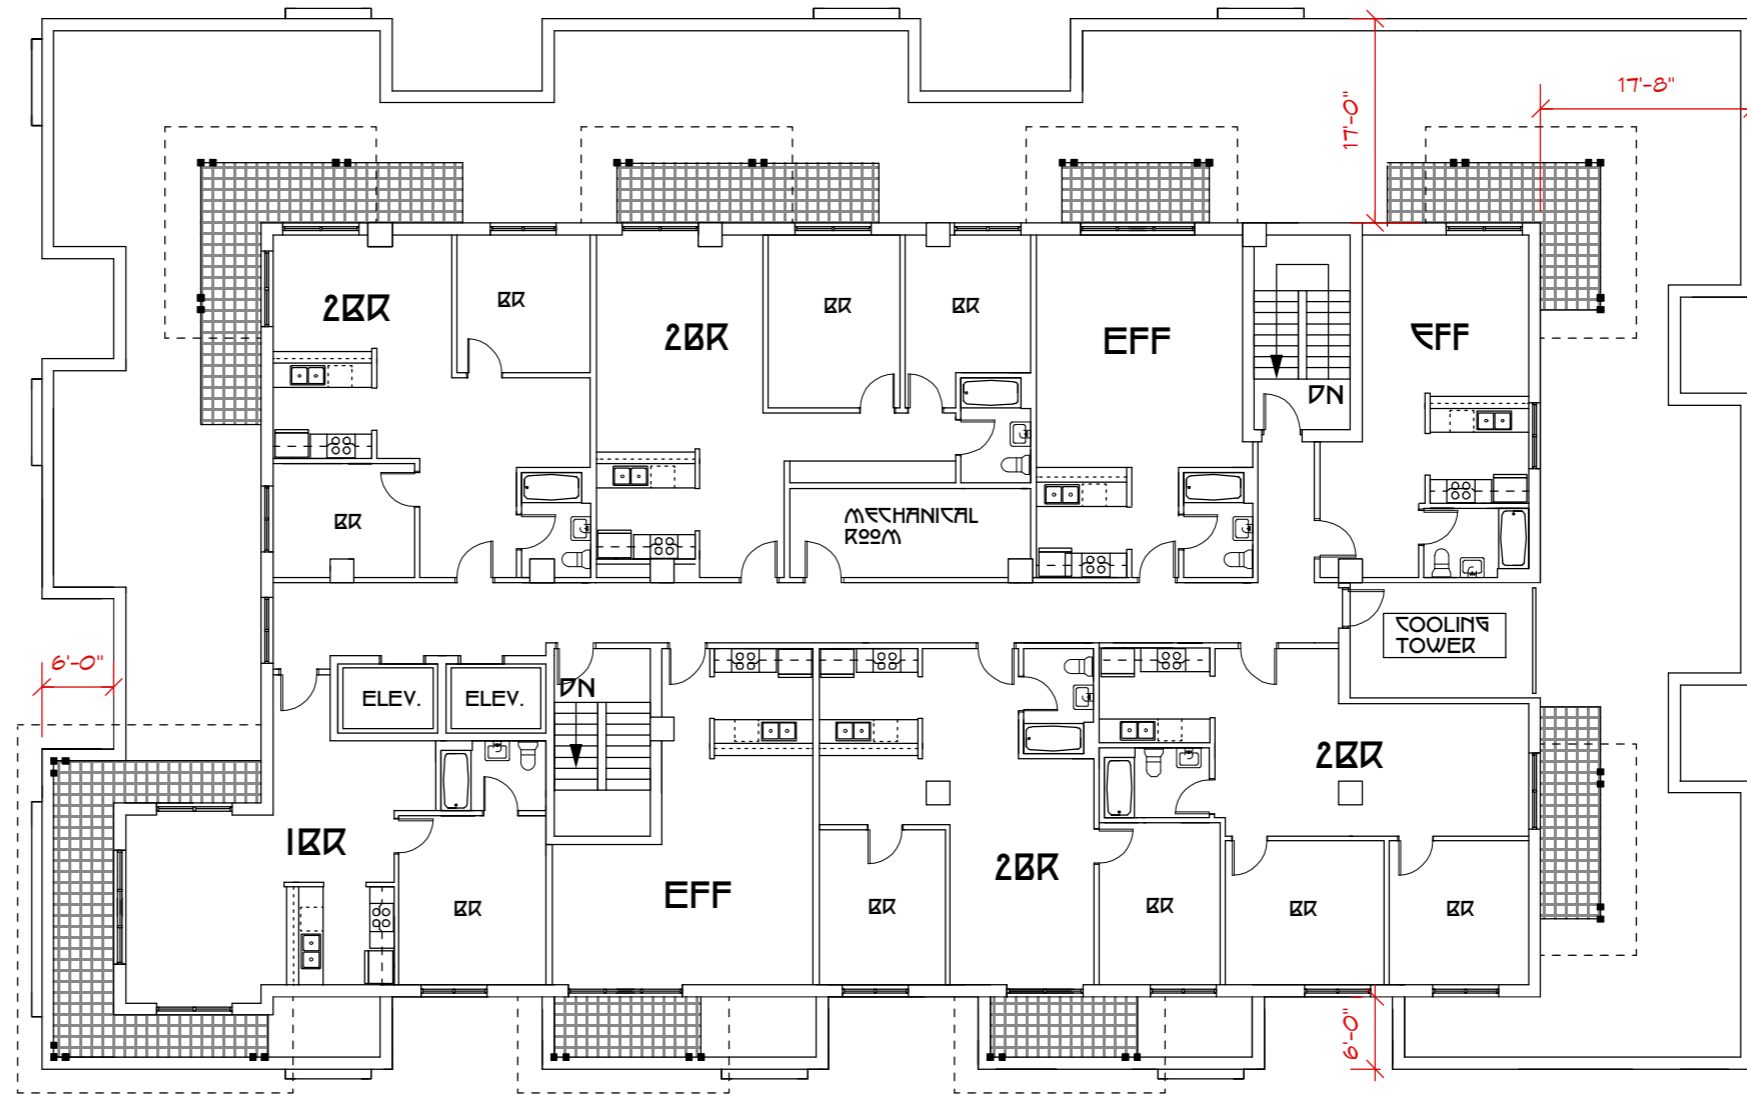 17'-8"
17'-0"
2BR
BR
2BR
BR
BR
EFF
EFF
DN
BR
MECHANICAL
ROOM
COOLING
TOWER
6'-0"
ELEV.
ELEV.
DN
2BR
1BR
2BR
EFF
BR
BR
BR
BR
BR
6'-0"